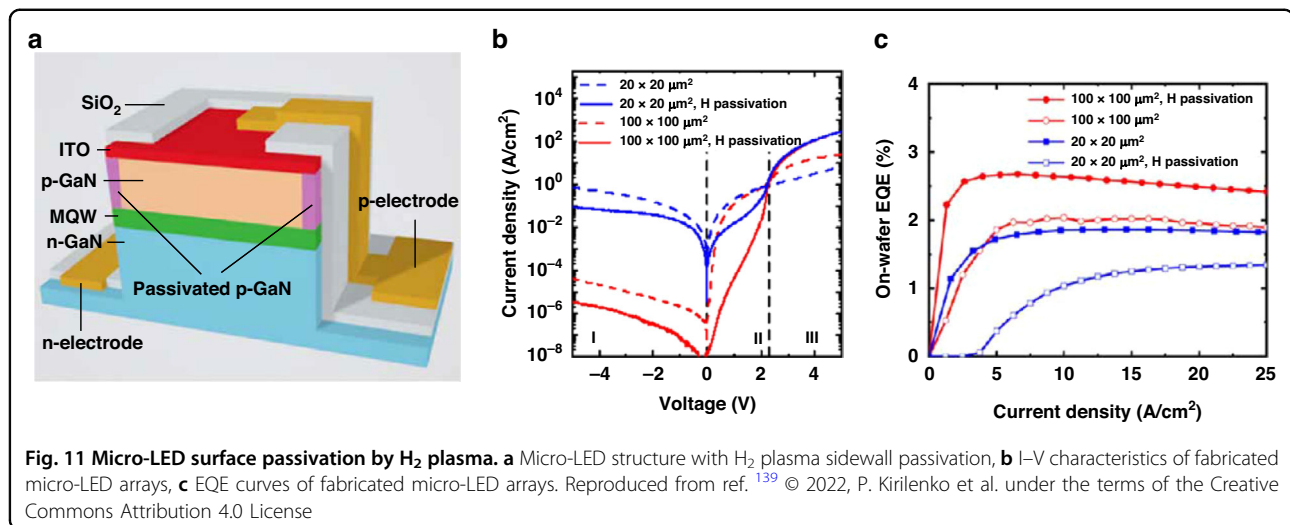 a
SiO2
ITO
p-GaN
MQW
n-GaN
Passivated p-GaN
n-electrode
p-electrode
b
20 × 20 μm²
20 × 20 μm², H passivation
100 × 100 μm²
100 × 100 μm², H passivation
10⁴
10²
10⁰
10⁻²
10⁻⁴
10⁻⁶
10⁻⁸
Current density (A/cm²)
I
II
III
−4
−2
0
2
4
Voltage (V)
c
100 × 100 μm², H passivation
100 × 100 μm²
20 × 20 μm²
20 × 20 μm², H passivation
4
3
2
1
0
On-wafer EQE (%)
0
5
10
15
20
25
Current density (A/cm²)
Fig. 11 Micro-LED surface passivation by H2 plasma. a Micro-LED structure with H2 plasma sidewall passivation, b I–V characteristics of fabricated
micro-LED arrays, c EQE curves of fabricated micro-LED arrays. Reproduced from ref. 139 © 2022, P. Kirilenko et al. under the terms of the Creative
Commons Attribution 4.0 License